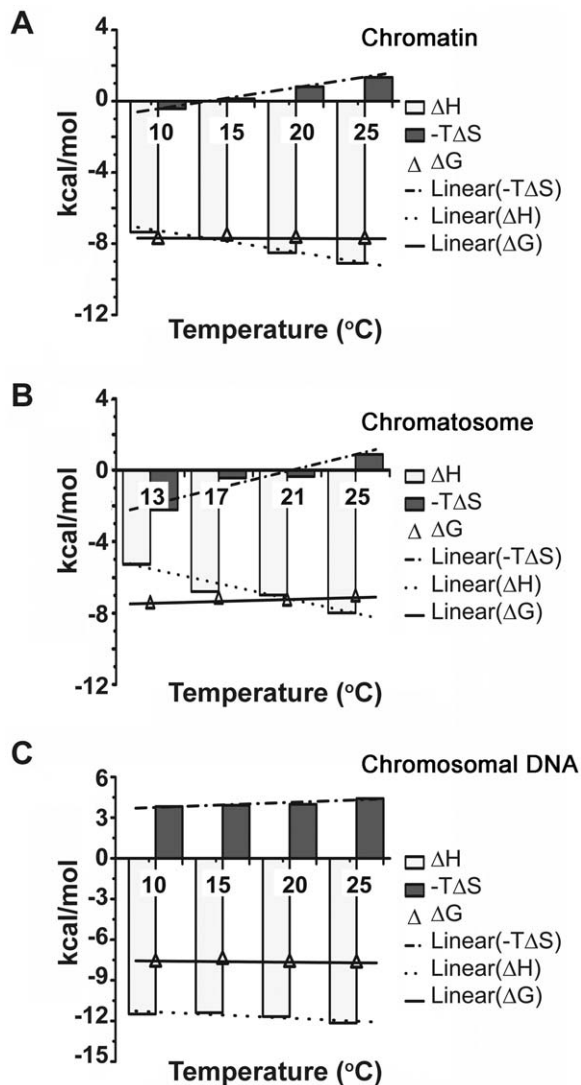 A
Chromatin
4
0
-4
-8
-12
kcal/mol
10 15 20 25
ΔH
-TΔS
ΔG
Linear(-TΔS)
Linear(ΔH)
Linear(ΔG)
Temperature (°C)
B
Chromatosome
4
0
-4
-8
-12
kcal/mol
13 17 21 25
ΔH
-TΔS
ΔG
Linear(-TΔS)
Linear(ΔH)
Linear(ΔG)
Temperature (°C)
C
Chromosomal DNA
6
3
0
-3
-6
-9
-12
-15
kcal/mol
10 15 20 25
ΔH
-TΔS
ΔG
Linear(-TΔS)
Linear(ΔH)
Linear(ΔG)
Temperature (°C)